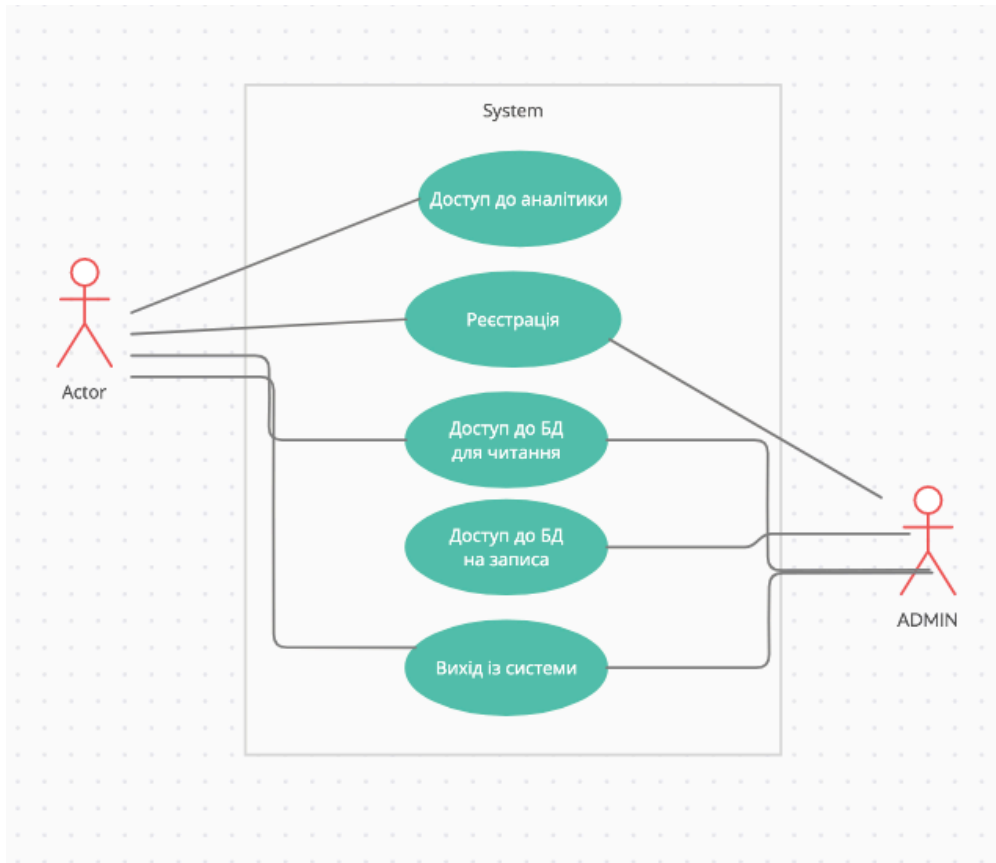 System
Доступ до аналітики
Реєстрація
Actor
Доступ до БД
для читання
Доступ до БД
на записа
ADMIN
Вихід із системи